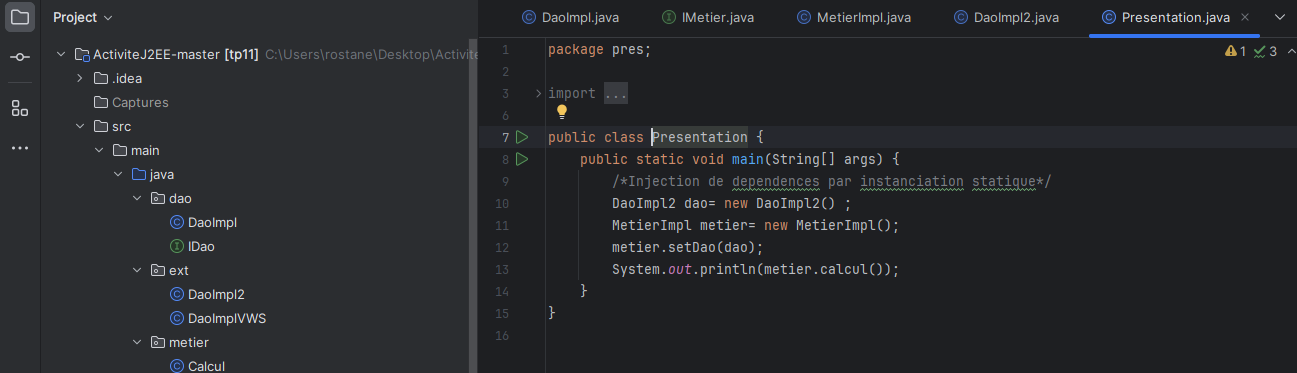 Project
ActiviteJ2EE-master [tp11] C:\Users\rostane\Desktop\Activite
.idea
Captures
src
main
java
dao
DaoImpl
IDao
ext
DaoImpl2
DaoImplVWS
metier
Calcul
DaoImpl.java IMetier.java MetierImpl.java DaoImpl2.java Presentation.java
1 package pres;
1 3
2
3 import ...
6
7 public class Presentation {
8 public static void main(String[] args) {
9 /*Injection de dependences par instanciation statique*/
10 DaoImpl2 dao= new DaoImpl2() ;
11 MetierImpl metier= new MetierImpl();
12 metier.setDao(dao);
13 System.out.println(metier.calcul());
14 }
15 }
16